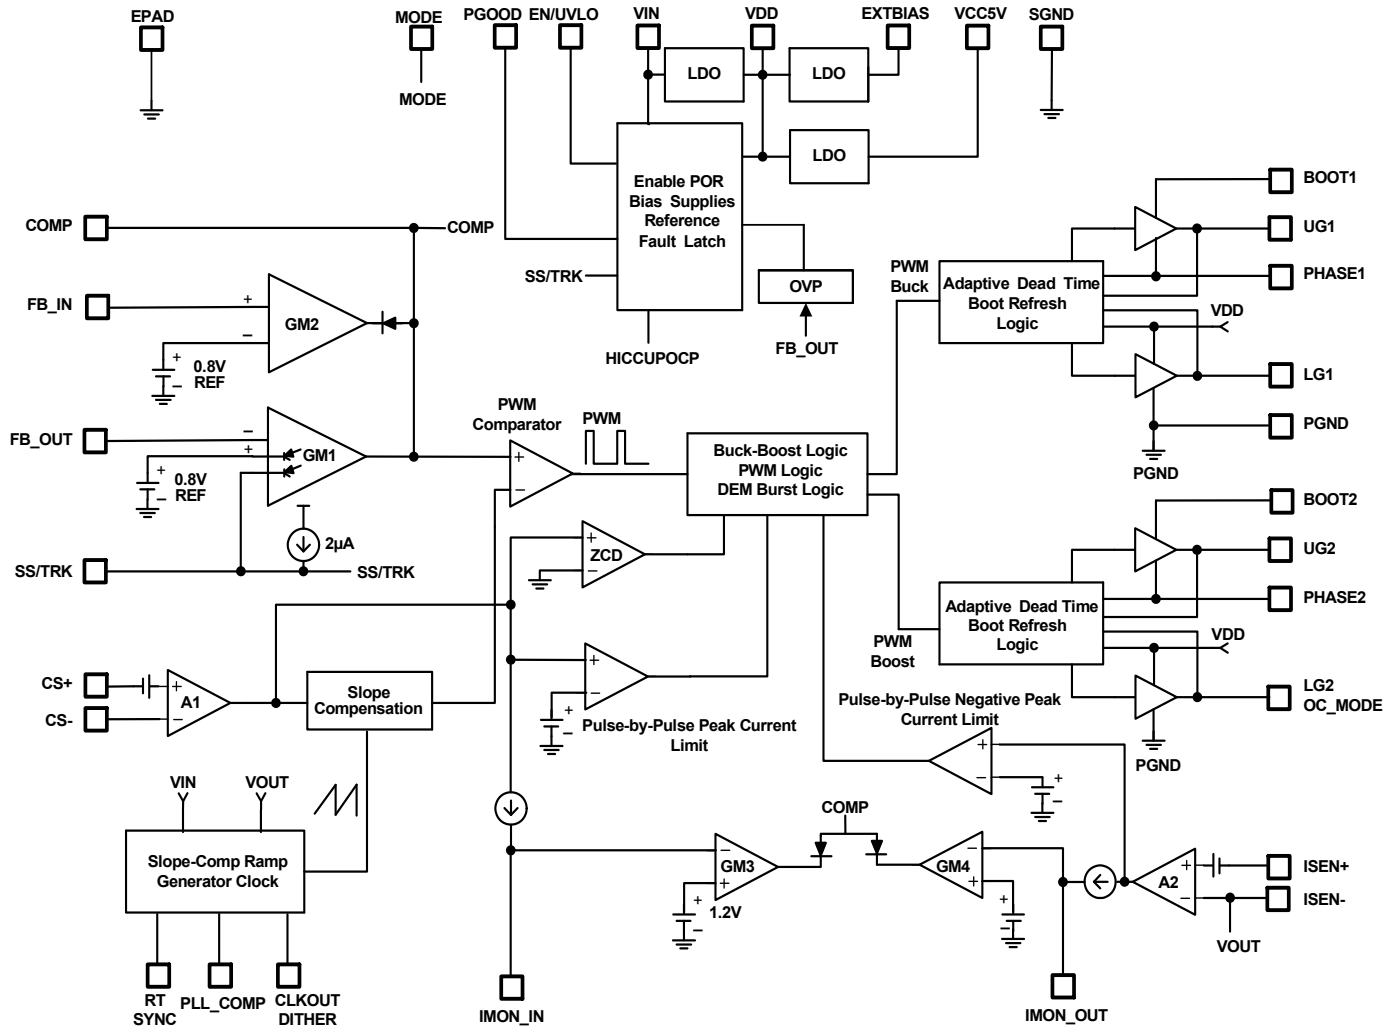 EPAD
MODE
PGOOD
EN/UVLO
VIN
VDD
EXTBIAS
VCC5V
SGND
MODE
LDO
LDO
LDO
Enable POR
Bias Supplies
Reference
Fault Latch
SS/TRK
HICCUPOCP
OVP
FB_OUT
COMP
COMP
FB_IN
+
−
GM2
+
−
0.8V
REF
FB_OUT
−
+
GM1
+
−
0.8V
REF
2µA
SS/TRK
SS/TRK
PWM
Comparator
+
−
PWM
Buck-Boost Logic
PWM Logic
DEM Burst Logic
PWM
Buck
Adaptive Dead Time
Boot Refresh
Logic
BOOT1
UG1
PHASE1
VDD
LG1
PGND
PGND
BOOT2
UG2
PHASE2
VDD
LG2
OC_MODE
PGND
Adaptive Dead Time
Boot Refresh
Logic
PWM
Boost
+
−
ZCD
+
−
+
−
Pulse-by-Pulse Peak Current
Limit
Pulse-by-Pulse Negative Peak
Current Limit
+
−
+
−
CS+
CS-
+
−
A1
Slope
Compensation
VIN
VOUT
Slope-Comp Ramp
Generator Clock
RT
SYNC
PLL_COMP
CLKOUT
DITHER
IMON_IN
−
+
GM3
+
−
1.2V
COMP
GM4
−
+
+
−
A2
+
−
ISEN+
ISEN-
VOUT
IMON_OUT